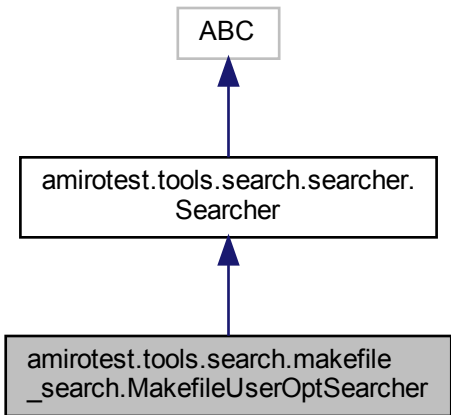 ABC
amirotest.tools.search.searcher.
Searcher
amirotest.tools.search.makefile
_search.MakefileUserOptSearcher